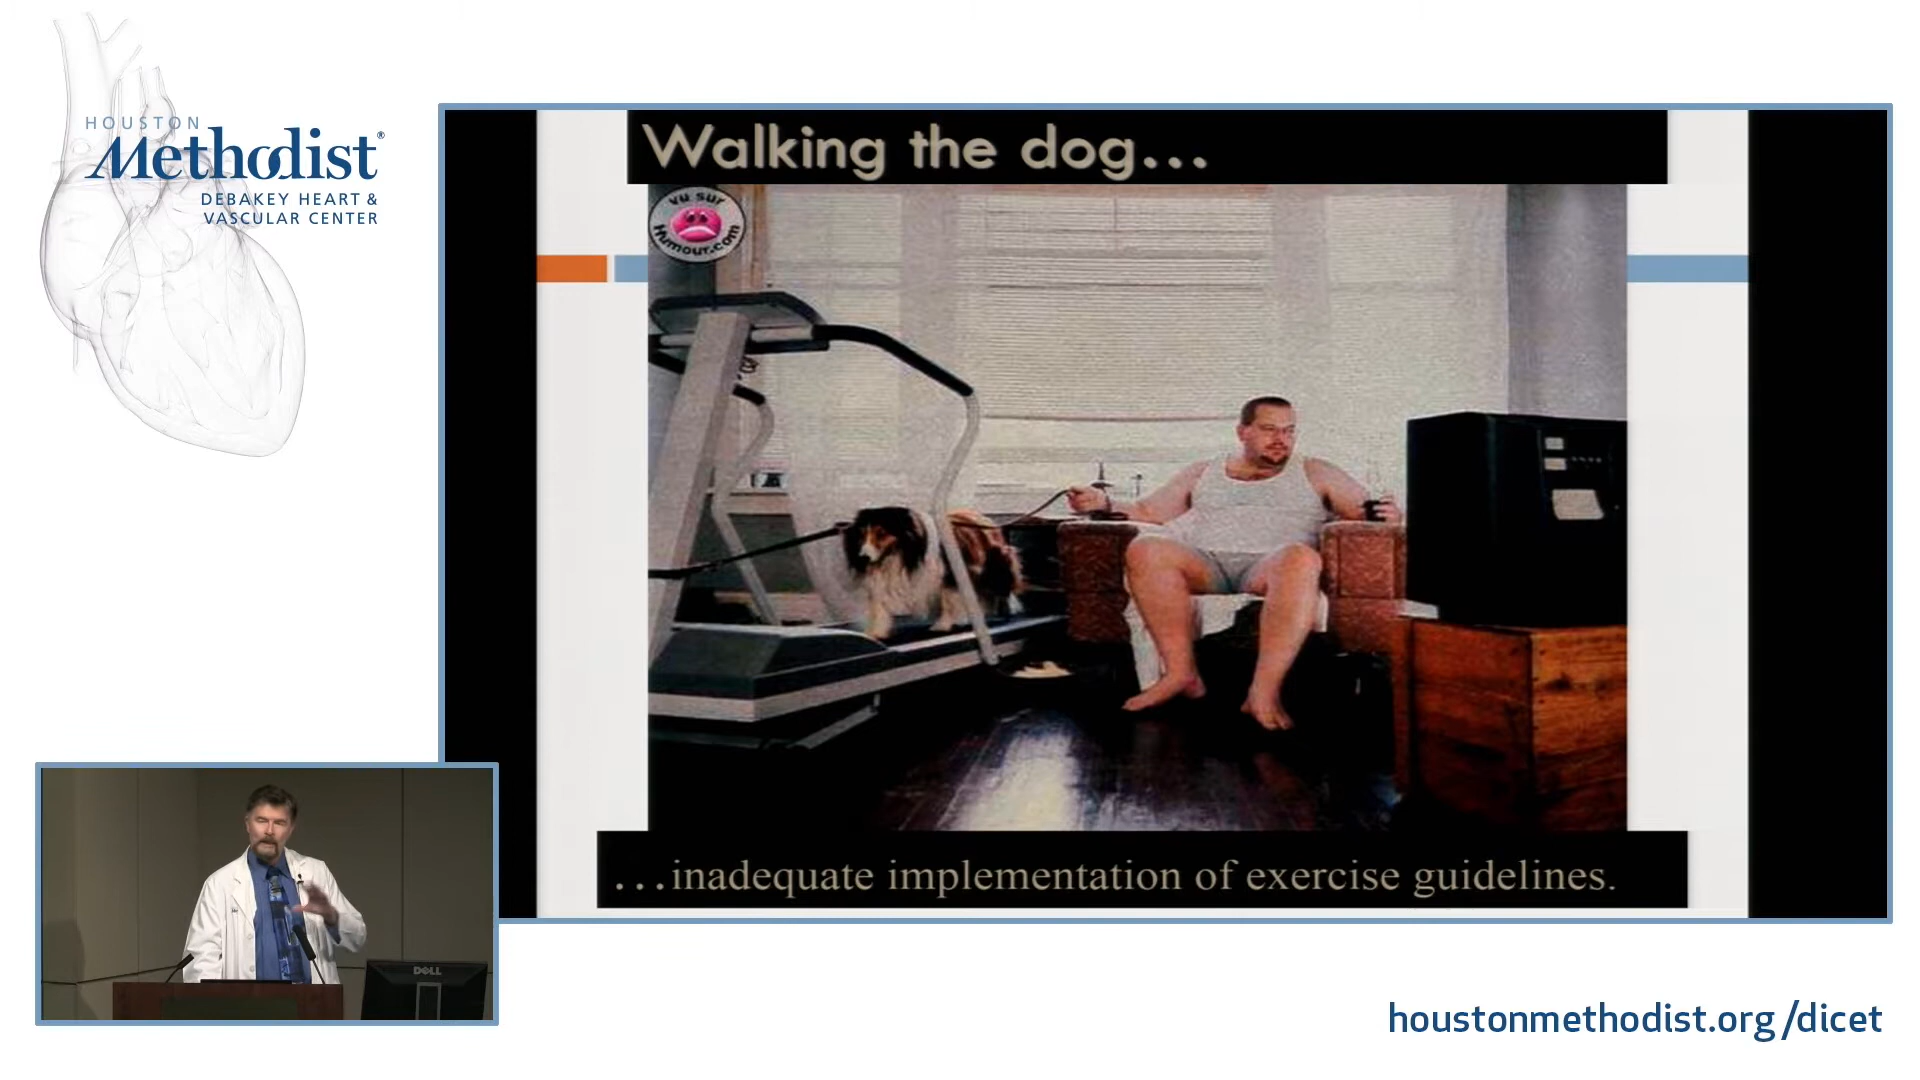 HOUSTON
Methodist®
DEBAKEY HEART &
VASCULAR CENTER
Walking the dog...
vu sur
Humour.com
...inadequate implementation of exercise guidelines.
DELL
houstonmethodist.org/dicet